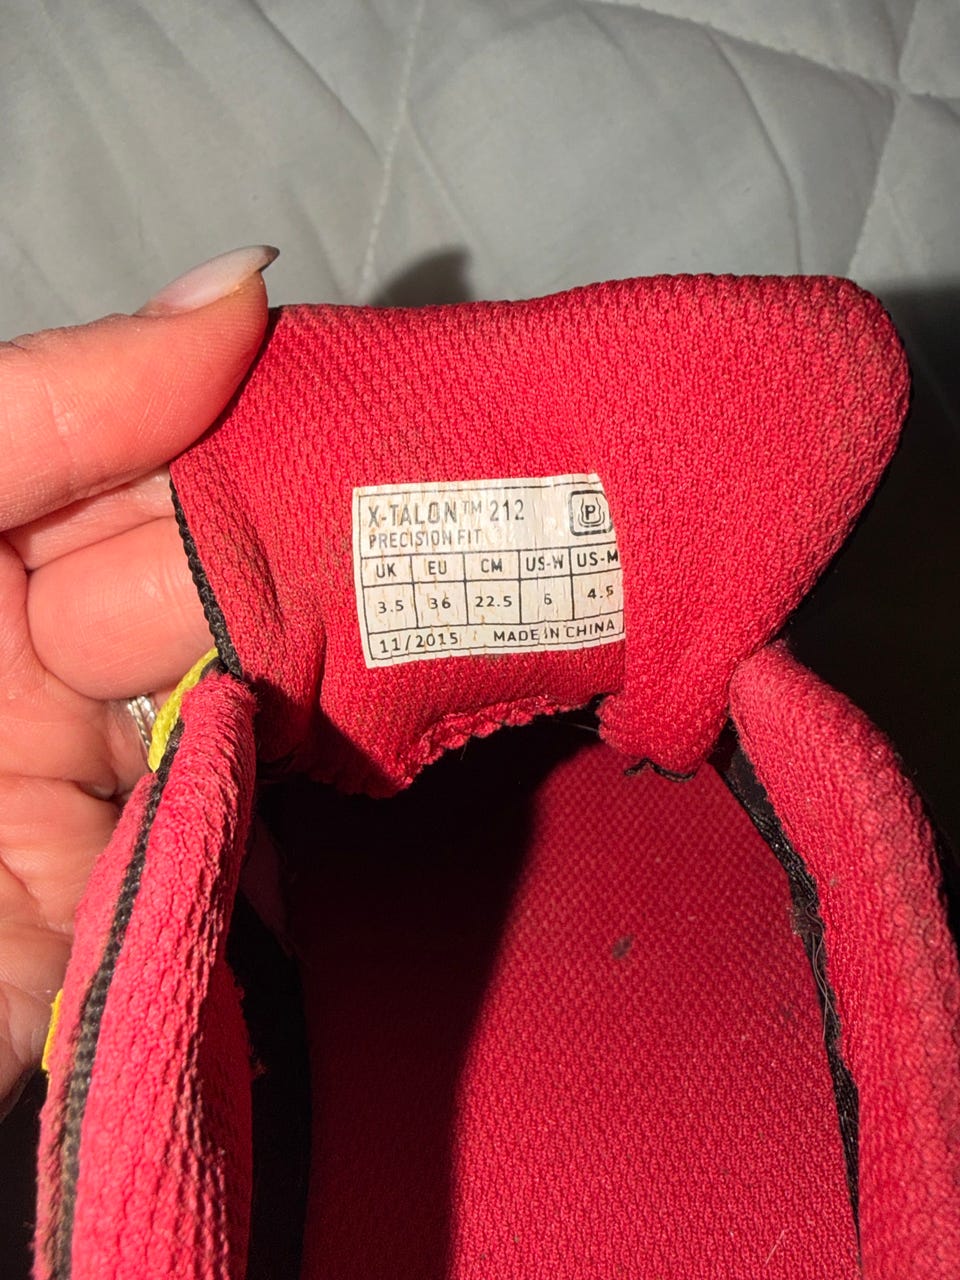 X-TALON™ 212
P
PRECISION FIT
UK EU CM US-W US-M
3.5 36 22.5 6 4.5
11/2015 MADE IN CHINA